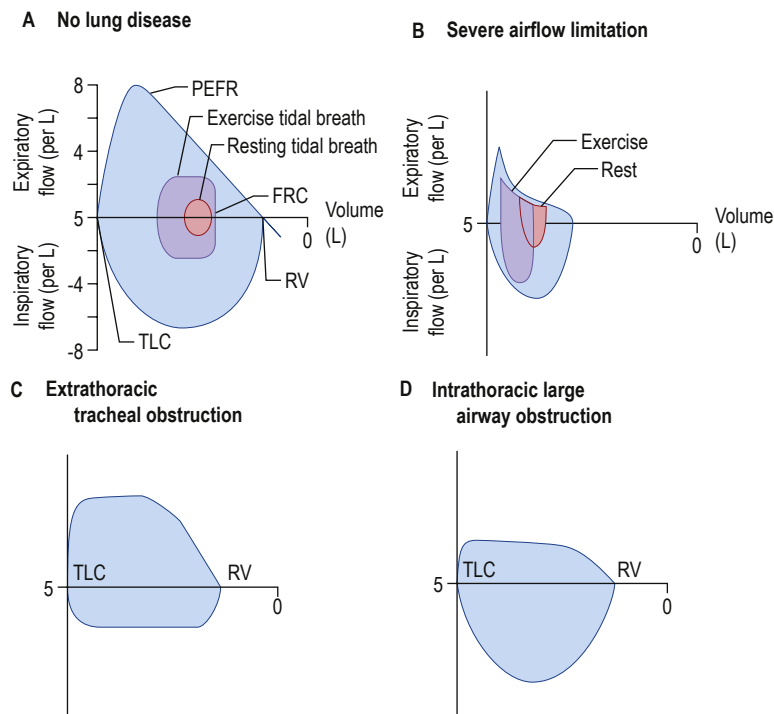 A No lung disease
8
4
5
-4
-8
Expiratory
flow (per L)
Inspiratory
flow (per L)
PEFR
Exercise tidal breath
Resting tidal breath
FRC
Volume
(L)
0
RV
TLC
B Severe airflow limitation
Expiratory
flow (per L)
Inspiratory
flow (per L)
Exercise
Rest
5
Volume
(L)
0
C Extrathoracic
tracheal obstruction
TLC
RV
5
0
D Intrathoracic large
airway obstruction
TLC
RV
5
0